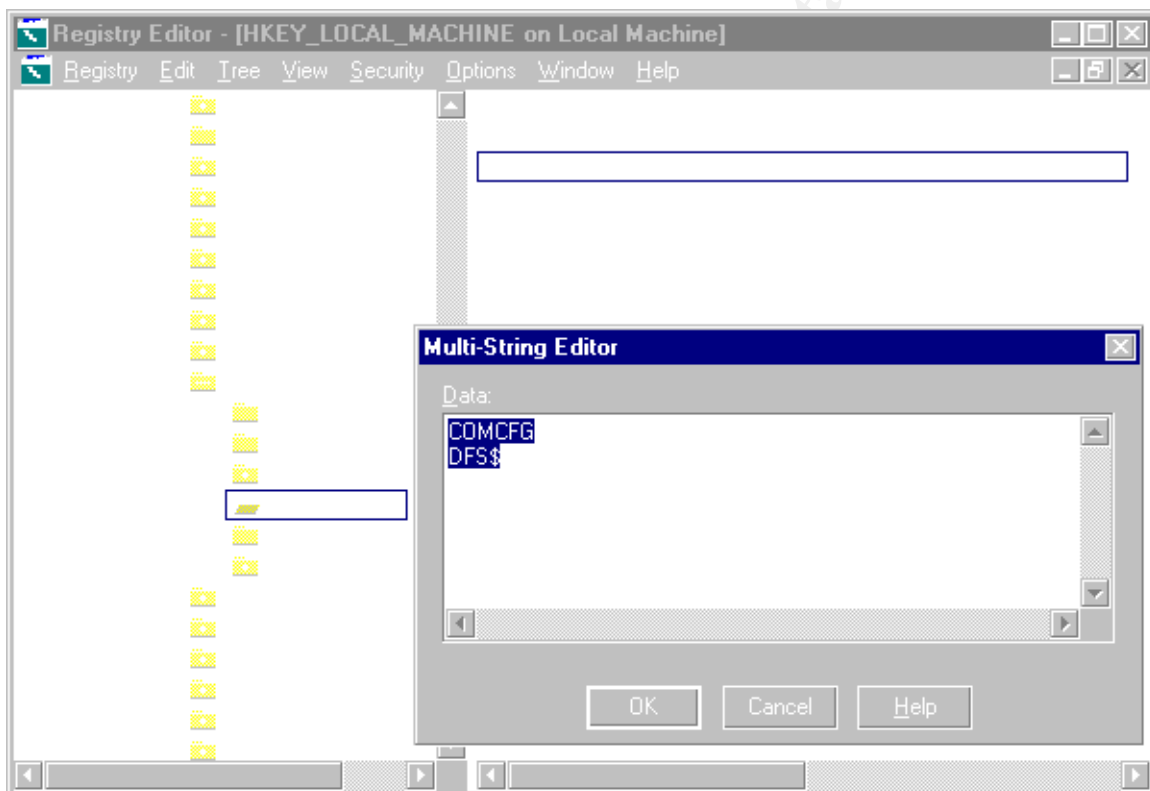 Registry Editor - [HKEY_LOCAL_MACHINE on Local Machine]
Registry Edit Tree View Security Options Window Help
Multi-String Editor
Data:
COMCFG
DFS$
OK Cancel Help